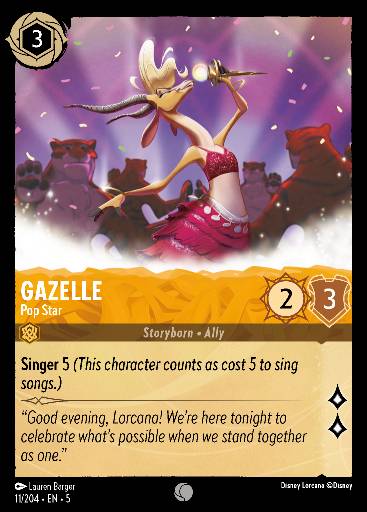 3
GAZELLE
Pop Star
2
3
Storyborn • Ally
Singer 5 (This character counts as cost 5 to sing
songs.)
“Good evening, Lorcana! We’re here tonight to
celebrate what’s possible when we stand together
as one.”
Lauren Berger
Disney Lorcana ©Disney
11/204 • EN • 5